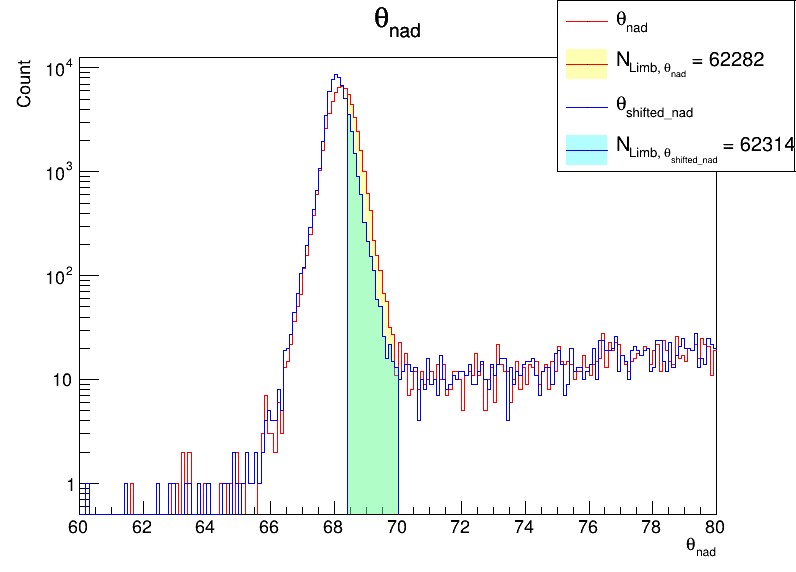 θnad
θnad
NLimb, θnad = 62282
θshifted_nad
NLimb, θshifted_nad = 62314
Count
10^4
10^3
10^2
10
1
60 62 64 66 68 70 72 74 76 78 80
θnad